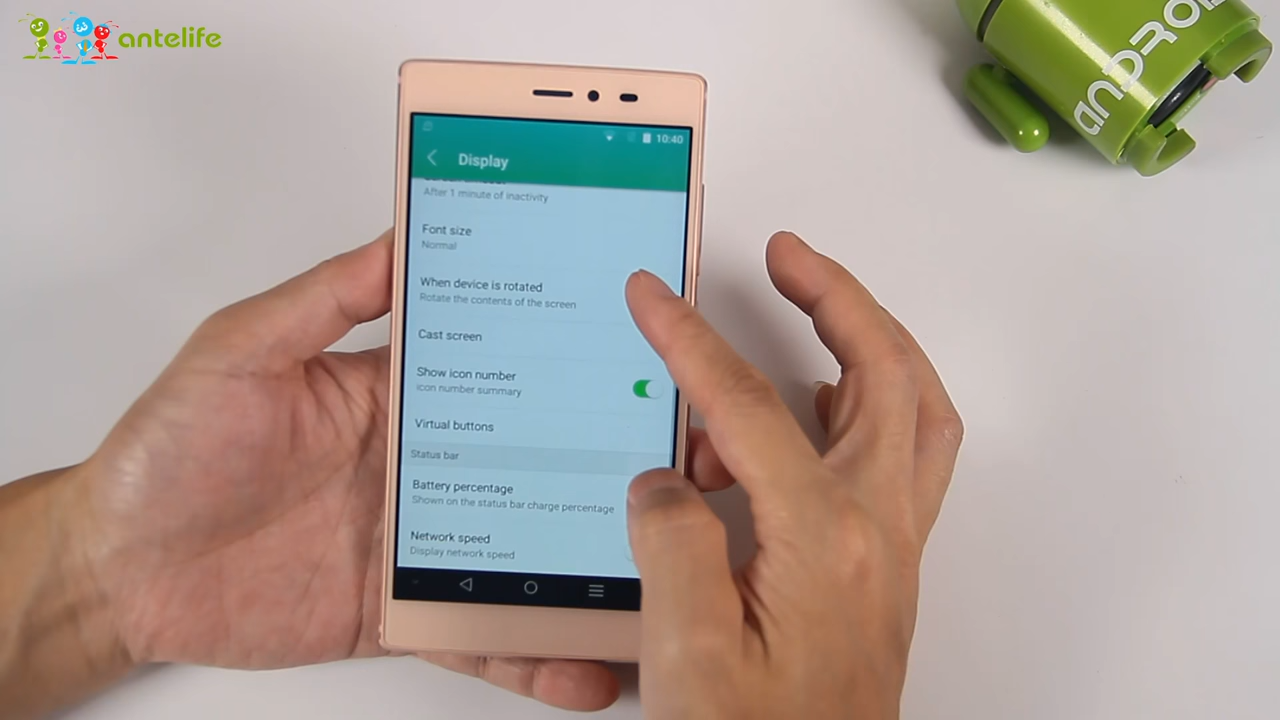 antelife
ANDROID
10:40
Display
After 1 minute of inactivity
Font size
Normal
When device is rotated
Rotate the contents of the screen
Cast screen
Show icon number
icon number summary
Virtual buttons
Status bar
Battery percentage
Shown on the status bar charge percentage
Network speed
Display network speed